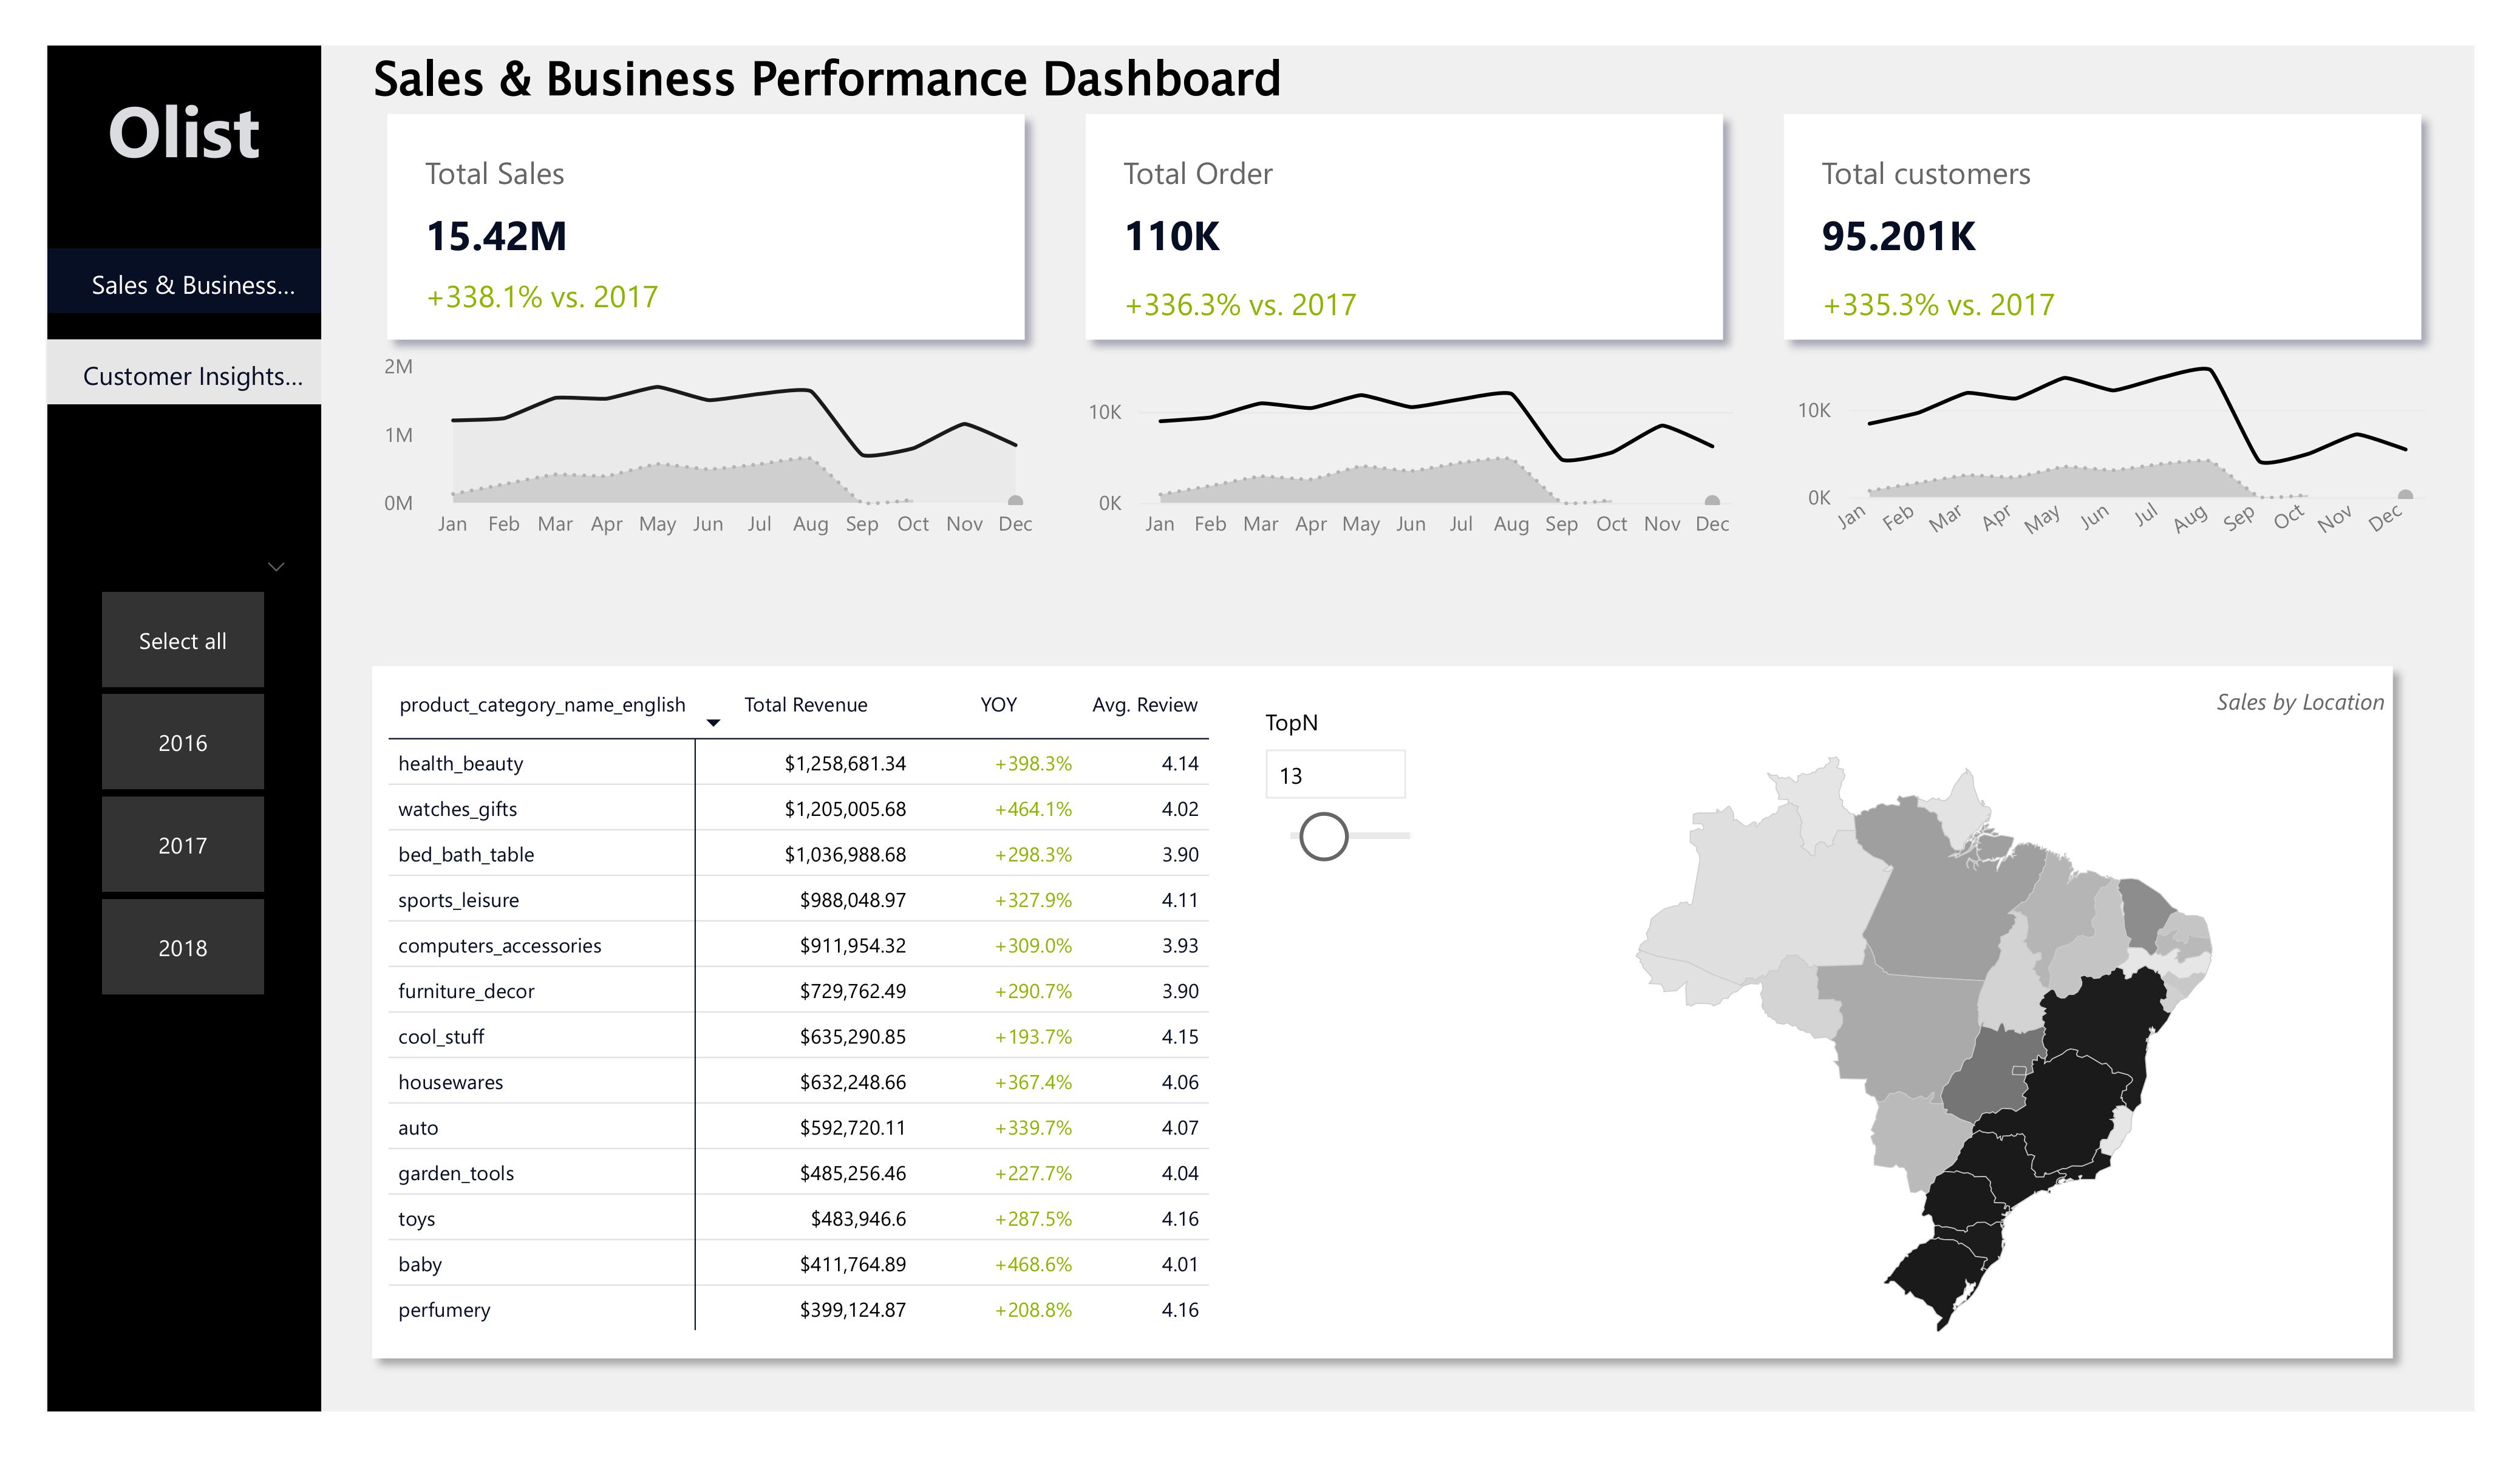 Olist
Sales & Business...
Customer Insights...
Select all
2016
2017
2018
Sales & Business Performance Dashboard
Total Sales
15.42M
+338.1% vs. 2017
Total Order
110K
+336.3% vs. 2017
Total customers
95.201K
+335.3% vs. 2017
2M
1M
0M
Jan Feb Mar Apr May Jun Jul Aug Sep Oct Nov Dec
10K
0K
Jan Feb Mar Apr May Jun Jul Aug Sep Oct Nov Dec
10K
0K
Jan Feb Mar Apr May Jun Jul Aug Sep Oct Nov Dec
product_category_name_english Total Revenue YOY Avg. Review
health_beauty $1,258,681.34 +398.3% 4.14
watches_gifts $1,205,005.68 +464.1% 4.02
bed_bath_table $1,036,988.68 +298.3% 3.90
sports_leisure $988,048.97 +327.9% 4.11
computers_accessories $911,954.32 +309.0% 3.93
furniture_decor $729,762.49 +290.7% 3.90
cool_stuff $635,290.85 +193.7% 4.15
housewares $632,248.66 +367.4% 4.06
auto $592,720.11 +339.7% 4.07
garden_tools $485,256.46 +227.7% 4.04
toys $483,946.6 +287.5% 4.16
baby $411,764.89 +468.6% 4.01
perfumery $399,124.87 +208.8% 4.16
TopN
13
Sales by Location